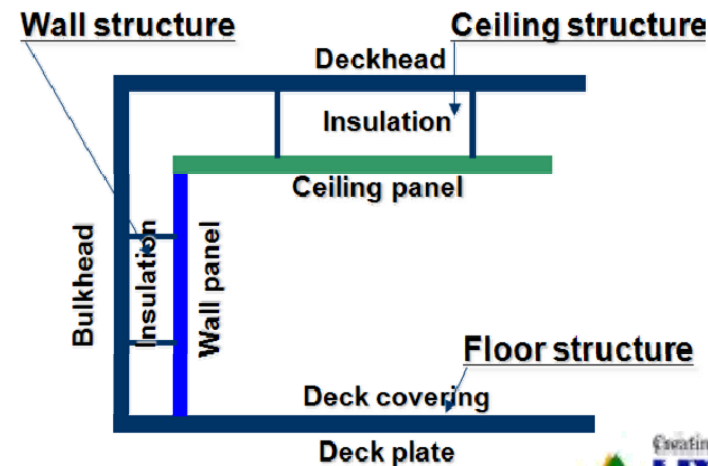 Wall structure
Ceiling structure
Deckhead
Insulation
Ceiling panel
Bulkhead
Insulation
Wall panel
Floor structure
Deck covering
Deck plate